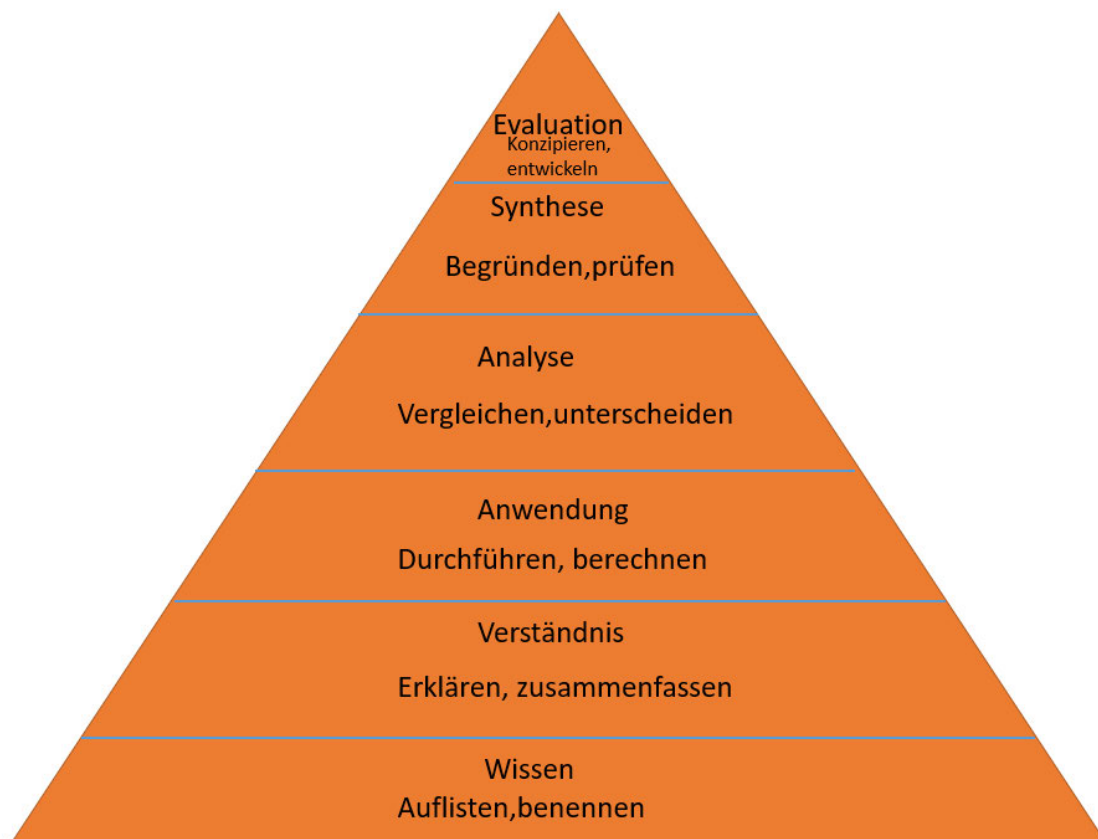 Evaluation
Konzipieren,
entwickeln
Synthese
Begründen,prüfen
Analyse
Vergleichen,unterscheiden
Anwendung
Durchführen, berechnen
Verständnis
Erklären, zusammenfassen
Wissen
Auflisten,benennen